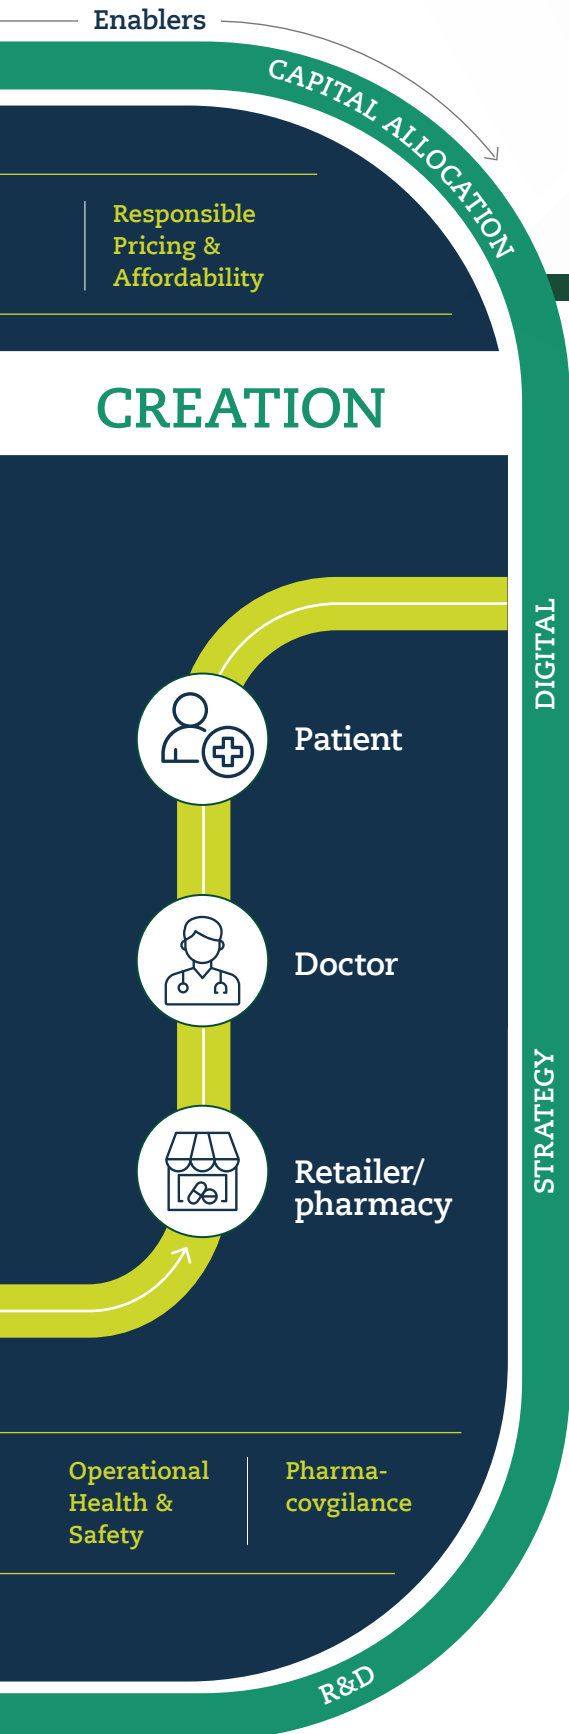 Enablers
CAPITAL ALLOCATION
Responsible
Pricing &
Affordability
CREATION
DIGITAL
Patient
Doctor
STRATEGY
Retailer/
pharmacy
Operational
Health &
Safety
Pharma-
covgilance
R&D